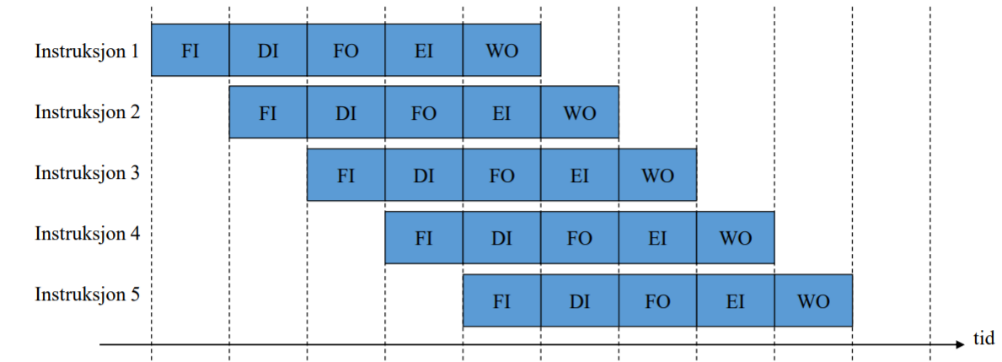 Instruksjon 1 FI DI FO EI WO
Instruksjon 2 FI DI FO EI WO
Instruksjon 3 FI DI FO EI WO
Instruksjon 4 FI DI FO EI WO
Instruksjon 5 FI DI FO EI WO
tid